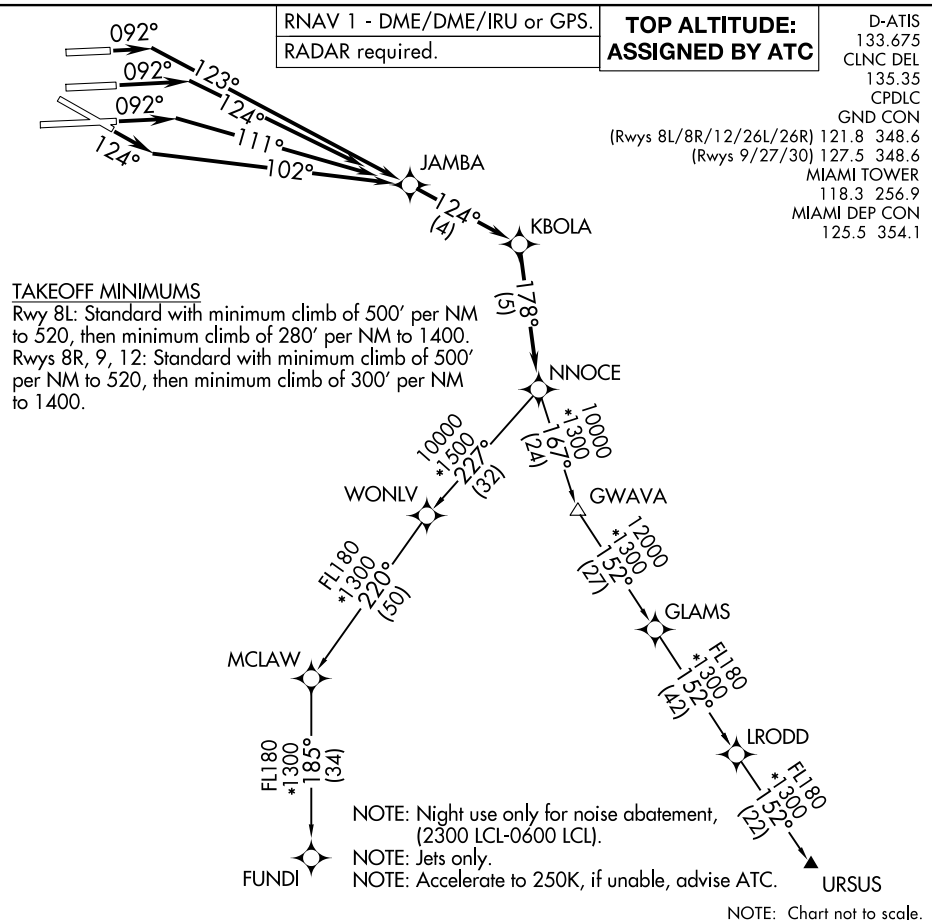 RNAV 1 - DME/DME/IRU or GPS.
RADAR required.
TOP ALTITUDE:
ASSIGNED BY ATC
D-ATIS
133.675
CLNC DEL
135.35
CPDLC
GND CON
(Rwys 8L/8R/12/26L/26R) 121.8 348.6
(Rwys 9/27/30) 127.5 348.6
MIAMI TOWER
118.3 256.9
MIAMI DEP CON
125.5 354.1
092°
123°
092°
124°
092°
111°
124°
102°
JAMBA
124°
(4)
KBOLA
178°
(5)
TAKEOFF MINIMUMS
Rwy 8L: Standard with minimum climb of 500' per NM
to 520, then minimum climb of 280' per NM to 1400.
Rwys 8R, 9, 12: Standard with minimum climb of 500'
per NM to 520, then minimum climb of 300' per NM
to 1400.
NNOCE
10000
*1500
227°
(32)
10000
*1300
167°
(24)
WONLV
GWAVA
FL180
*1300
220°
(50)
12000
*1300
152°
(27)
GLAMS
MCLAW
FL180
*1300
152°
(42)
LRODD
FL180
*1300
185°
(34)
FL180
*1300
152°
(22)
NOTE: Night use only for noise abatement,
(2300 LCL-0600 LCL).
NOTE: Jets only.
NOTE: Accelerate to 250K, if unable, advise ATC.
FUNDI
URSUS
NOTE: Chart not to scale.